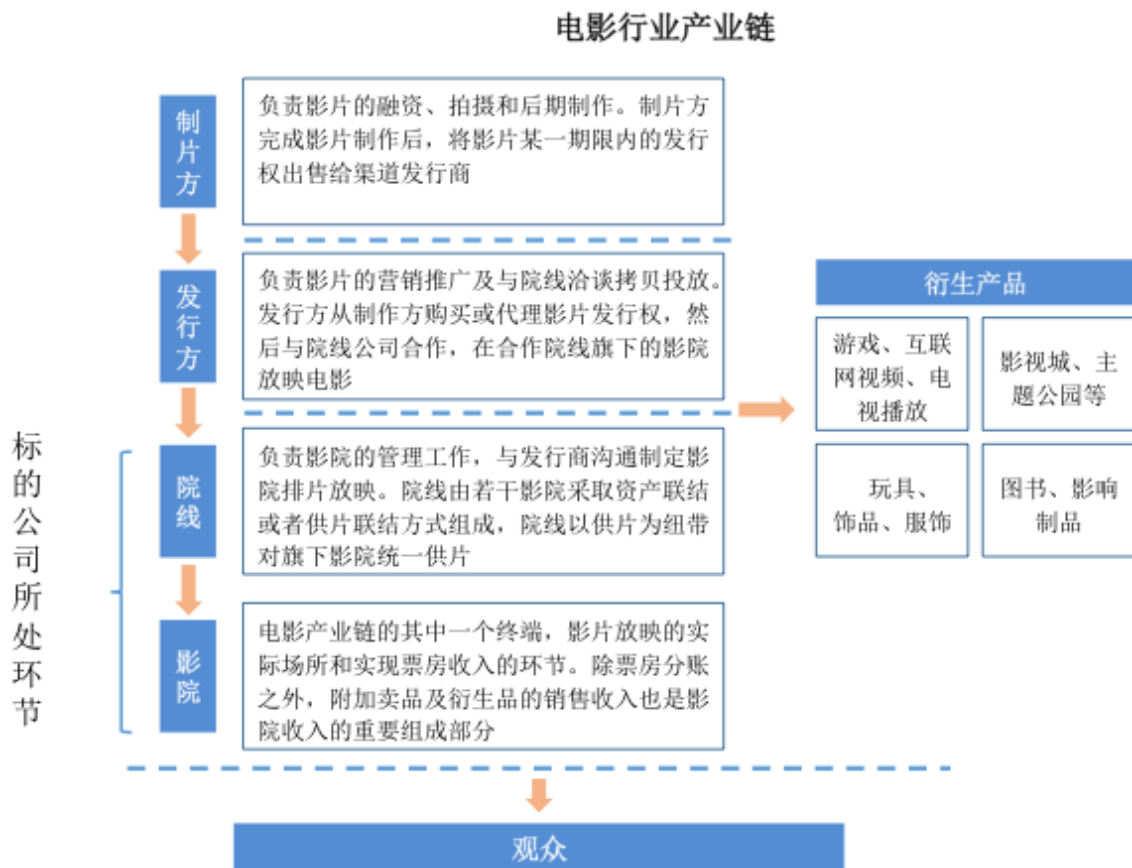 电影行业产业链
制片方
负责影片的融资、拍摄和后期制作。制片方
完成影片制作后，将影片某一期限内的发行
权出售给渠道发行商
发行方
负责影片的营销推广及与院线洽谈拷贝投放。
发行方从制作方购买或代理影片发行权，然
后与院线公司合作，在合作院线旗下的影院
放映电影
院线
负责影院的管理工作，与发行商沟通制定影
院排片放映。院线由若干影院采取资产联结
或者供片联结方式组成，院线以供片为纽带
对旗下影院统一供片
影院
电影产业链的其中一个终端，影片放映的实
际场所和实现票房收入的环节。除票房分账
之外，附加卖品及衍生品的销售收入也是影
院收入的重要组成部分
标的公司所处环节
衍生产品
游戏、互联
网视频、电
视播放
影视城、主
题公园等
玩具、
饰品、服饰
图书、影响
制品
观众